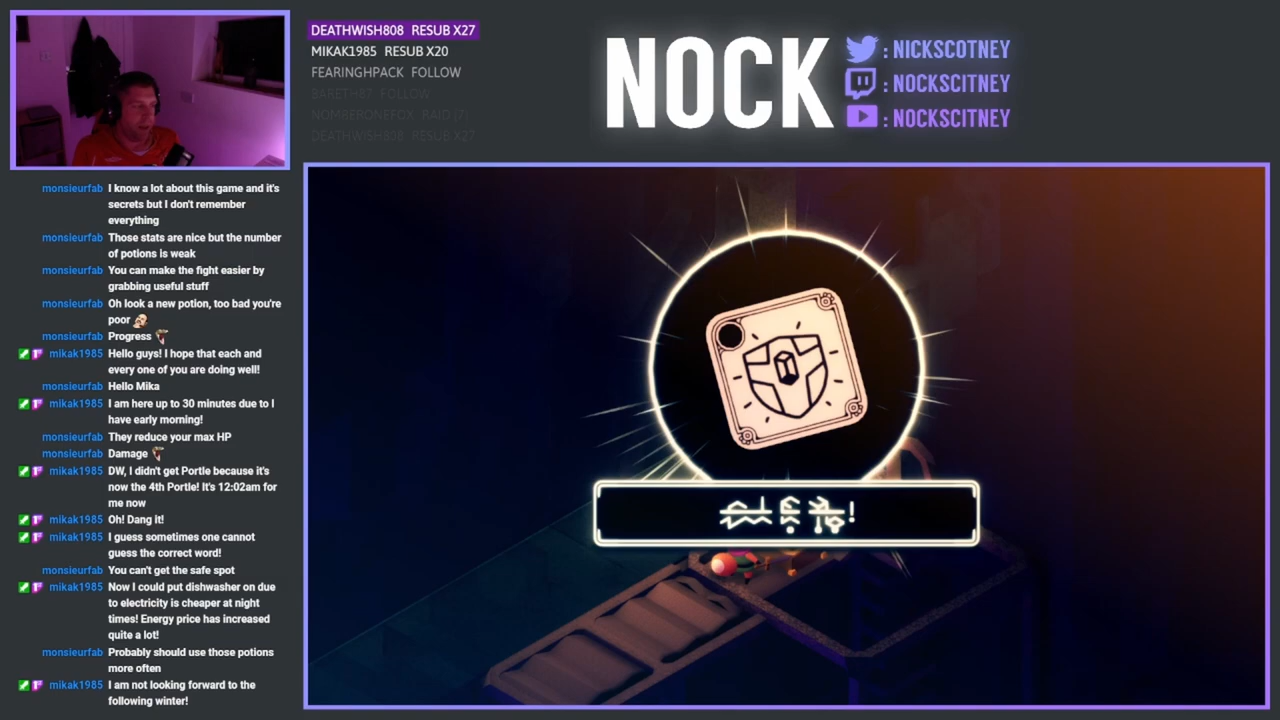 DEATHWISH808 RESUB X27
MIKAK1985 RESUB X20
FEARINGHPACK FOLLOW
BARETH87 FOLLOW
NOMBEBONEFOX RAID (7)
DEATHWISH808 RESUB X27
NOCK
: NICKSCOTNEY
: NOCKSCITNEY
: NOCKSCITNEY
monsieurfab I know a lot about this game and it's
secrets but I don't remember
everything
monsieurfab Those stats are nice but the number
of potions is weak
monsieurfab You can make the fight easier by
grabbing useful stuff
monsieurfab Oh look a new potion, too bad you're
poor
monsieurfab Progress
mikak1985 Hello guys! I hope that each and
every one of you are doing well!
monsieurfab Hello Mika
mikak1985 I am here up to 30 minutes due to I
have early morning!
monsieurfab They reduce your max HP
monsieurfab Damage
mikak1985 DW, I didn't get Portle because it's
now the 4th Portle! It's 12:02am for
me now
mikak1985 Oh! Dang it!
mikak1985 I guess sometimes one cannot
guess the correct word!
monsieurfab You can't get the safe spot
mikak1985 Now I could put dishwasher on due
to electricity is cheaper at night
times! Energy price has increased
quite a lot!
monsieurfab Probably should use those potions
more often
mikak1985 I am not looking forward to the
following winter!